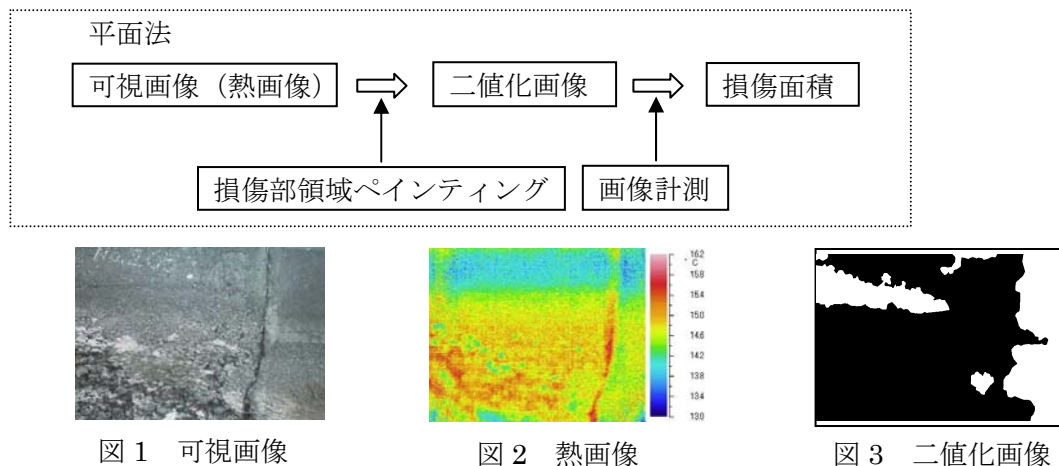 平面法
可視画像（熱画像） 二値化画像 損傷面積
損傷部領域ペインティング 画像計測
162
°C
158
154
150
146
142
138
134
130
図 1 可視画像 図 2 熱画像 図 3 二値化画像